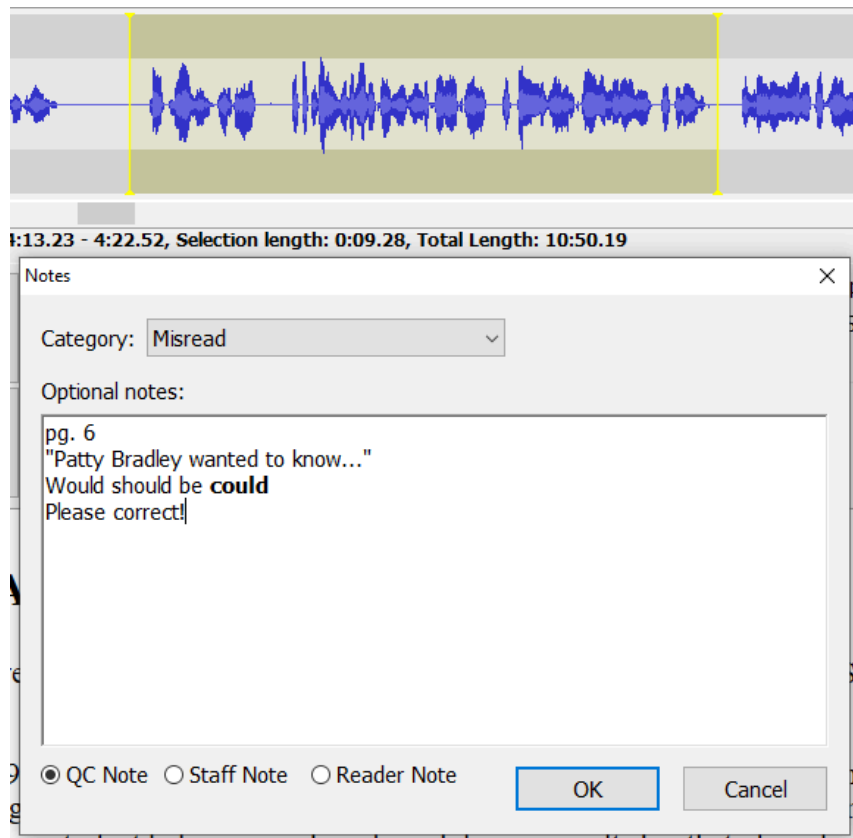 4:13.23 - 4:22.52, Selection length: 0:09.28, Total Length: 10:50.19
Notes
Category: Misread
Optional notes:
pg. 6
"Patty Bradley wanted to know..."
Would should be could
Please correct!
QC Note Staff Note Reader Note OK Cancel